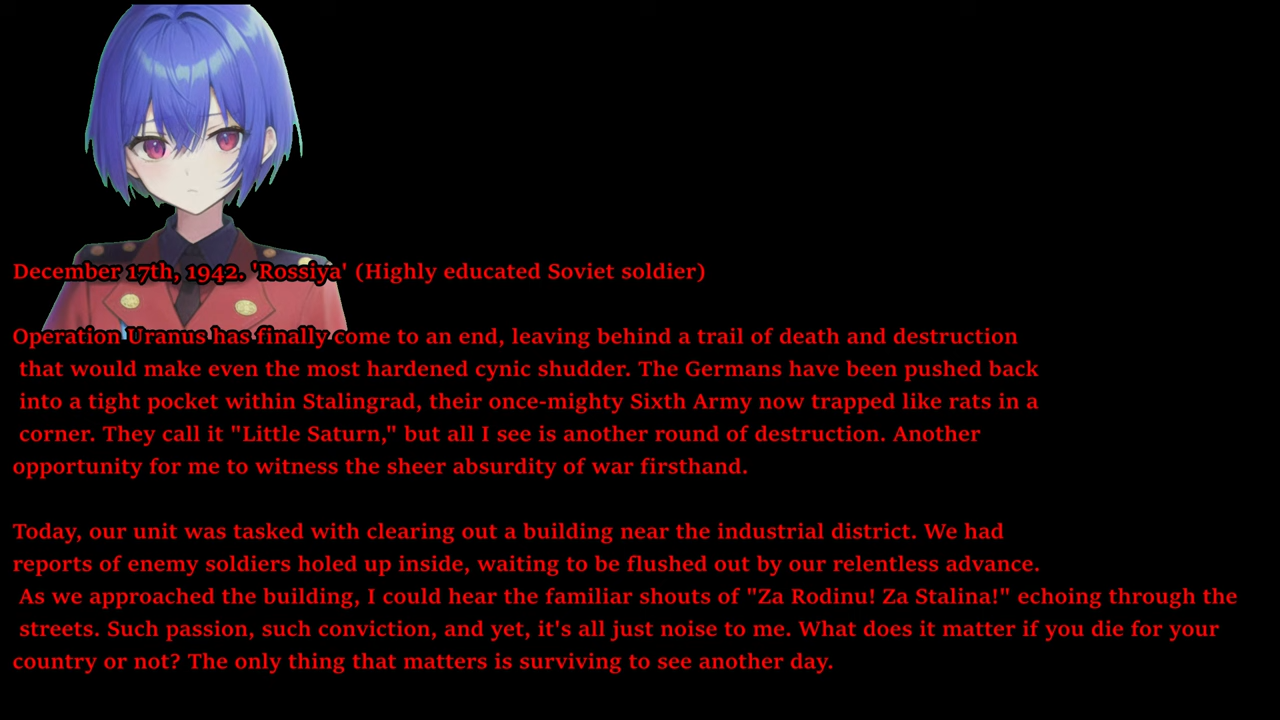 December 17th, 1942. 'Rossiya' (Highly educated Soviet soldier)
Operation Uranus has finally come to an end, leaving behind a trail of death and destruction
that would make even the most hardened cynic shudder. The Germans have been pushed back
into a tight pocket within Stalingrad, their once-mighty Sixth Army now trapped like rats in a
corner. They call it "Little Saturn," but all I see is another round of destruction. Another
opportunity for me to witness the sheer absurdity of war firsthand.
Today, our unit was tasked with clearing out a building near the industrial district. We had
reports of enemy soldiers holed up inside, waiting to be flushed out by our relentless advance.
As we approached the building, I could hear the familiar shouts of "Za Rodinu! Za Stalina!" echoing through the
streets. Such passion, such conviction, and yet, it's all just noise to me. What does it matter if you die for your
country or not? The only thing that matters is surviving to see another day.